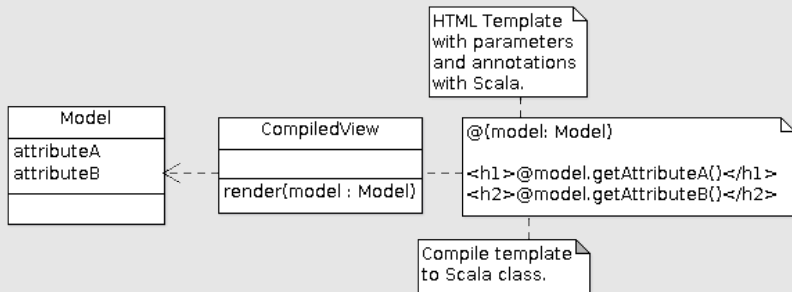 HTML Template
with parameters
and annotations
with Scala.
Model
attributeA
attributeB
CompiledView
render(model : Model)
@(model: Model)
<h1>@model.getAttributeA()</h1>
<h2>@model.getAttributeB()</h2>
Compile template
to Scala class.